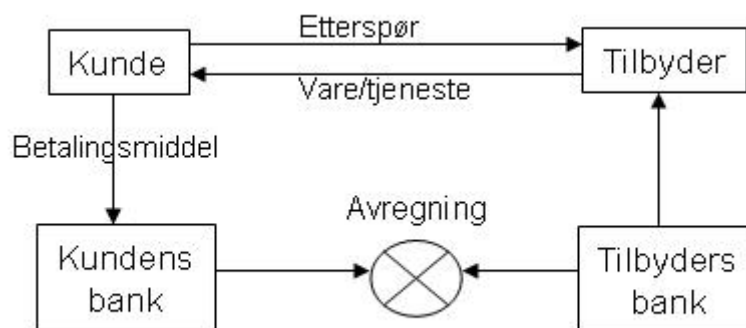 Etterspør
Kunde
Tilbyder
Vare/tjeneste
Betalingsmiddel
Avregning
Kundens
bank
Tilbyders
bank